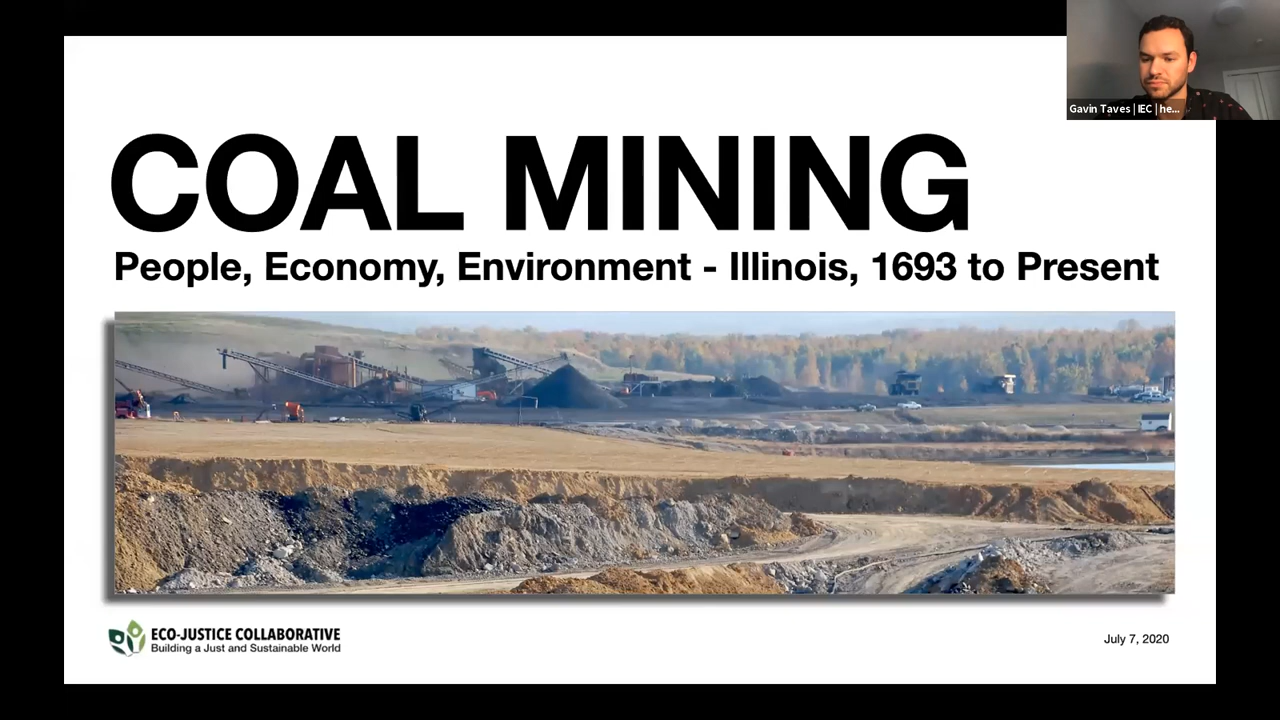 Gavin Taves | IEC | he...
COAL MINING
People, Economy, Environment - Illinois, 1693 to Present
ECO-JUSTICE COLLABORATIVE
Building a Just and Sustainable World
July 7, 2020